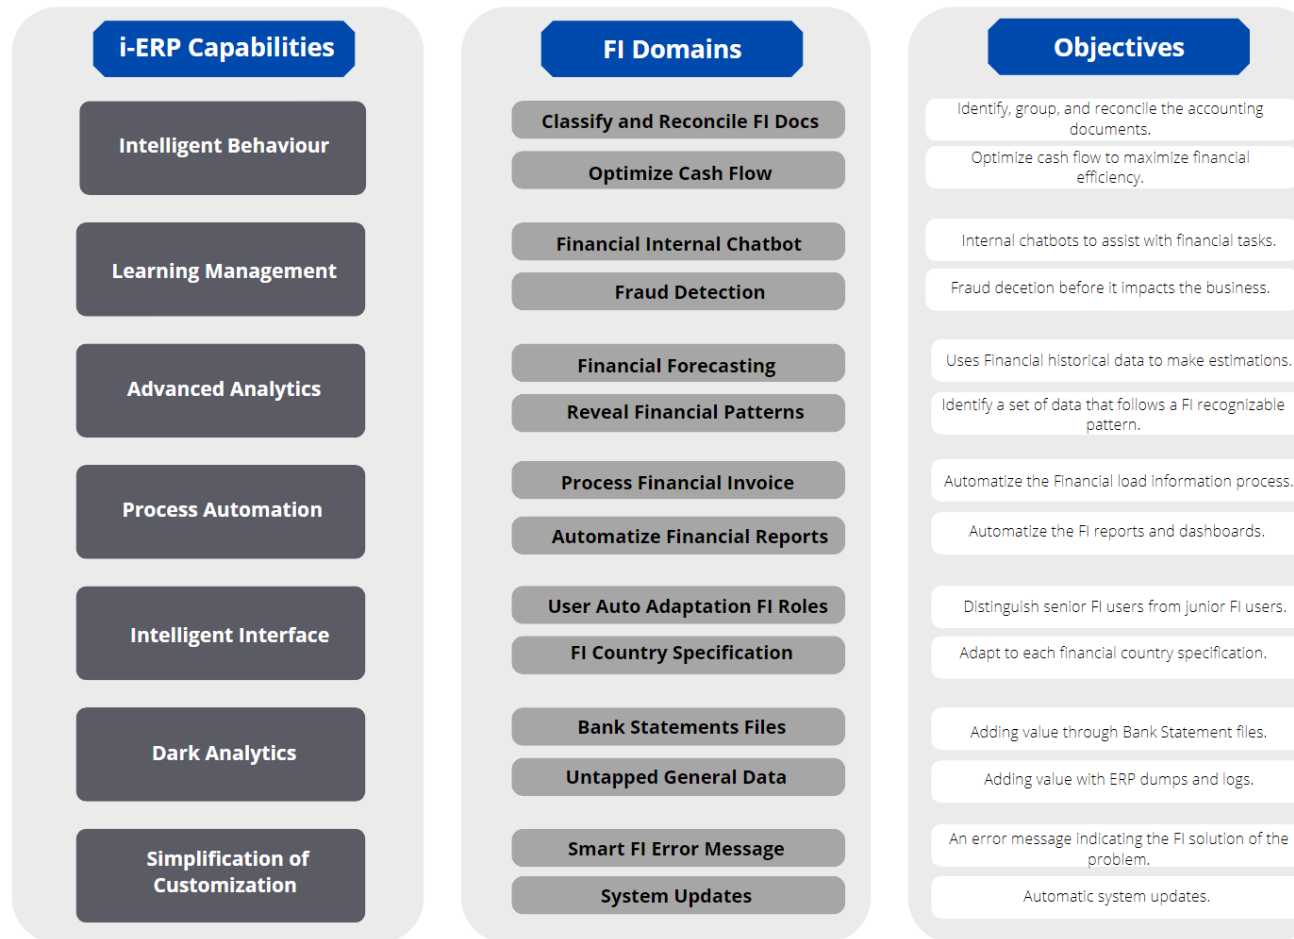 i-ERP Capabilities
FI Domains
Objectives
Intelligent Behaviour
Classify and Reconcile FI Docs
Identify, group, and reconcile the accounting
documents.
Optimize Cash Flow
Optimize cash flow to maximize financial
efficiency.
Learning Management
Financial Internal Chatbot
Internal chatbots to assist with financial tasks.
Fraud Detection
Fraud decetion before it impacts the business.
Advanced Analytics
Financial Forecasting
Uses Financial historical data to make estimations.
Reveal Financial Patterns
Identify a set of data that follows a FI recognizable
pattern.
Process Automation
Process Financial Invoice
Automatize the Financial load information process.
Automatize Financial Reports
Automatize the FI reports and dashboards.
Intelligent Interface
User Auto Adaptation FI Roles
Distinguish senior FI users from junior FI users.
FI Country Specification
Adapt to each financial country specification.
Dark Analytics
Bank Statements Files
Adding value through Bank Statement files.
Untapped General Data
Adding value with ERP dumps and logs.
Simplification of
Customization
Smart FI Error Message
An error message indicating the FI solution of the
problem.
System Updates
Automatic system updates.